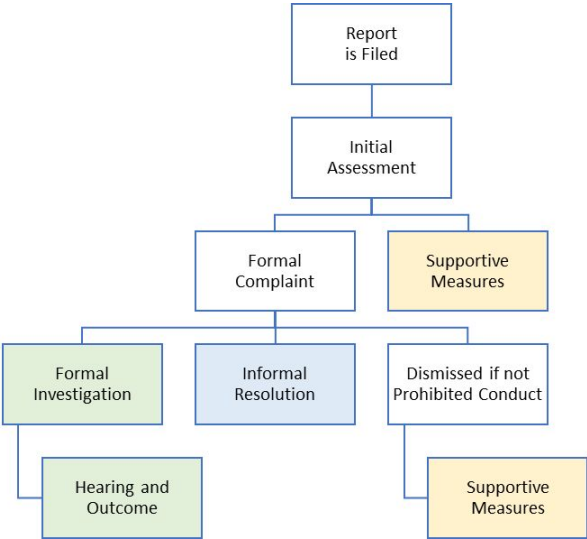 Report
is Filed
Initial
Assessment
Formal
Complaint
Supportive
Measures
Formal
Investigation
Informal
Resolution
Dismissed if not
Prohibited Conduct
Hearing and
Outcome
Supportive
Measures